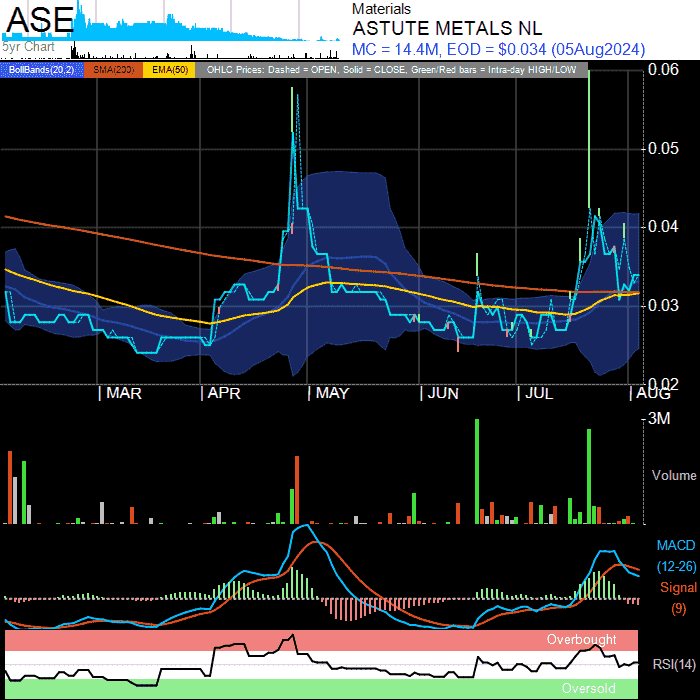 ASE
5yr Chart
Materials
ASTUTE METALS NL
MC = 14.4M, EOD = $0.034 (05Aug2024)
BollBands(20,2) SMA(200) EMA(50) OHLC Prices: Dashed = OPEN, Solid = CLOSE, Green/Red bars = Intra-day HIGH/LOW
0.06
0.05
0.04
0.03
0.02
MAR APR MAY JUN JUL AUG
3M
Volume
MACD
(12-26)
Signal
(9)
Overbought
RSI(14)
Oversold